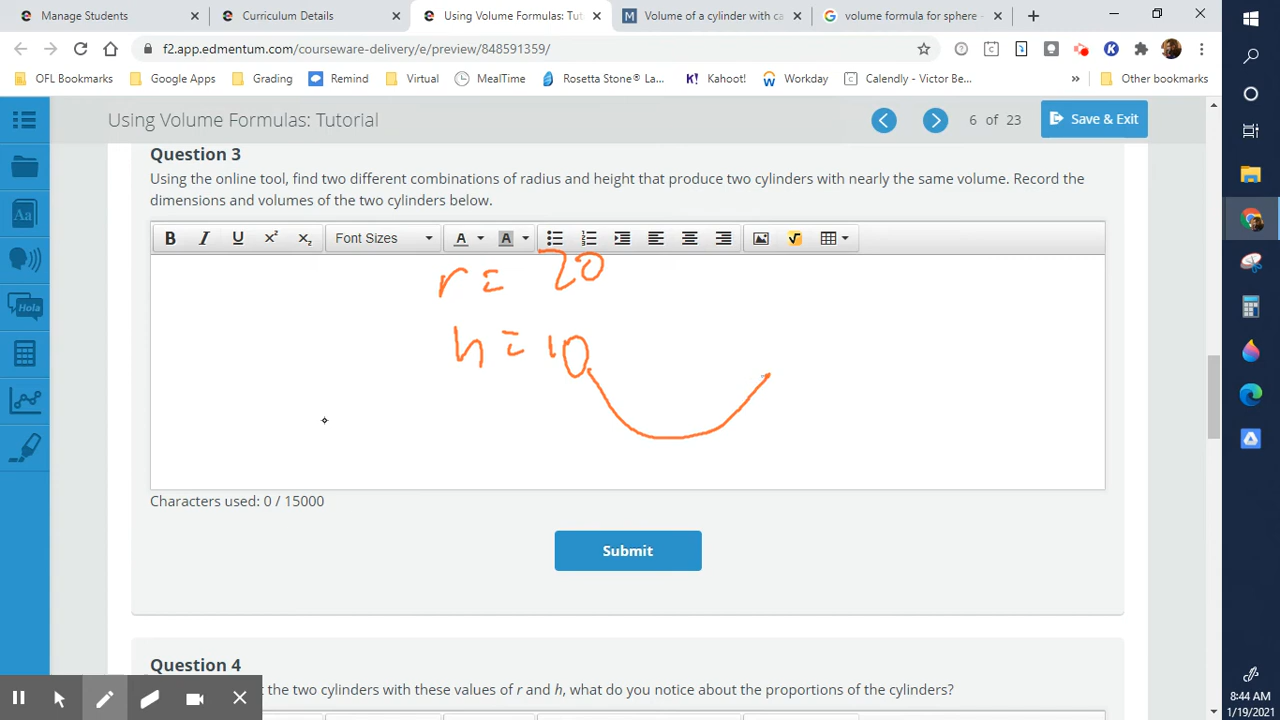 Manage Students
Curriculum Details
Using Volume Formulas: Tut
Volume of a cylinder with ca
volume formula for sphere -
f2.app.edmentum.com/courseware-delivery/e/preview/848591359/
OFL Bookmarks
Google Apps
Grading
Remind
Virtual
MealTime
Rosetta Stone® La...
Kahoot!
Workday
Calendly - Victor Be...
»
Other bookmarks
Using Volume Formulas: Tutorial
6 of 23
Save & Exit
Question 3
Using the online tool, find two different combinations of radius and height that produce two cylinders with nearly the same volume. Record the
dimensions and volumes of the two cylinders below.
B I U X² X₂ Font Sizes A A
r = 20
h = 10
Characters used: 0 / 15000
Submit
Question 4
t the two cylinders with these values of r and h, what do you notice about the proportions of the cylinders?
Aa
Hola
8:44 AM
1/19/2021